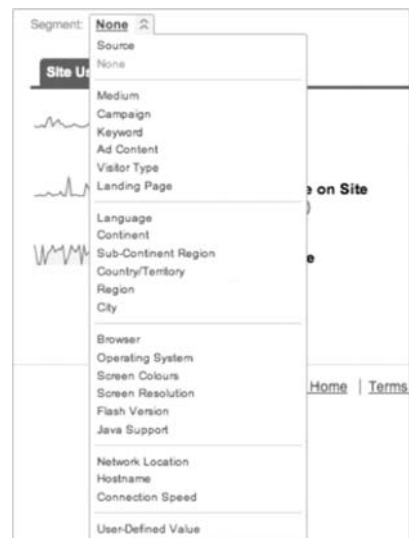 Segment: None
Source
None
Site Us
Medium
Campaign
Keyword
Ad Content
Visitor Type
Landing Page
e on Site
)
Language
Continent
Sub-Continent Region
Country/Territory
e
Region
City
Browser
Operating System
Screen Colours
Screen Resolution
Home | Terms
Flash Version
Java Support
Network Location
Hostname
Connection Speed
User-Defined Value